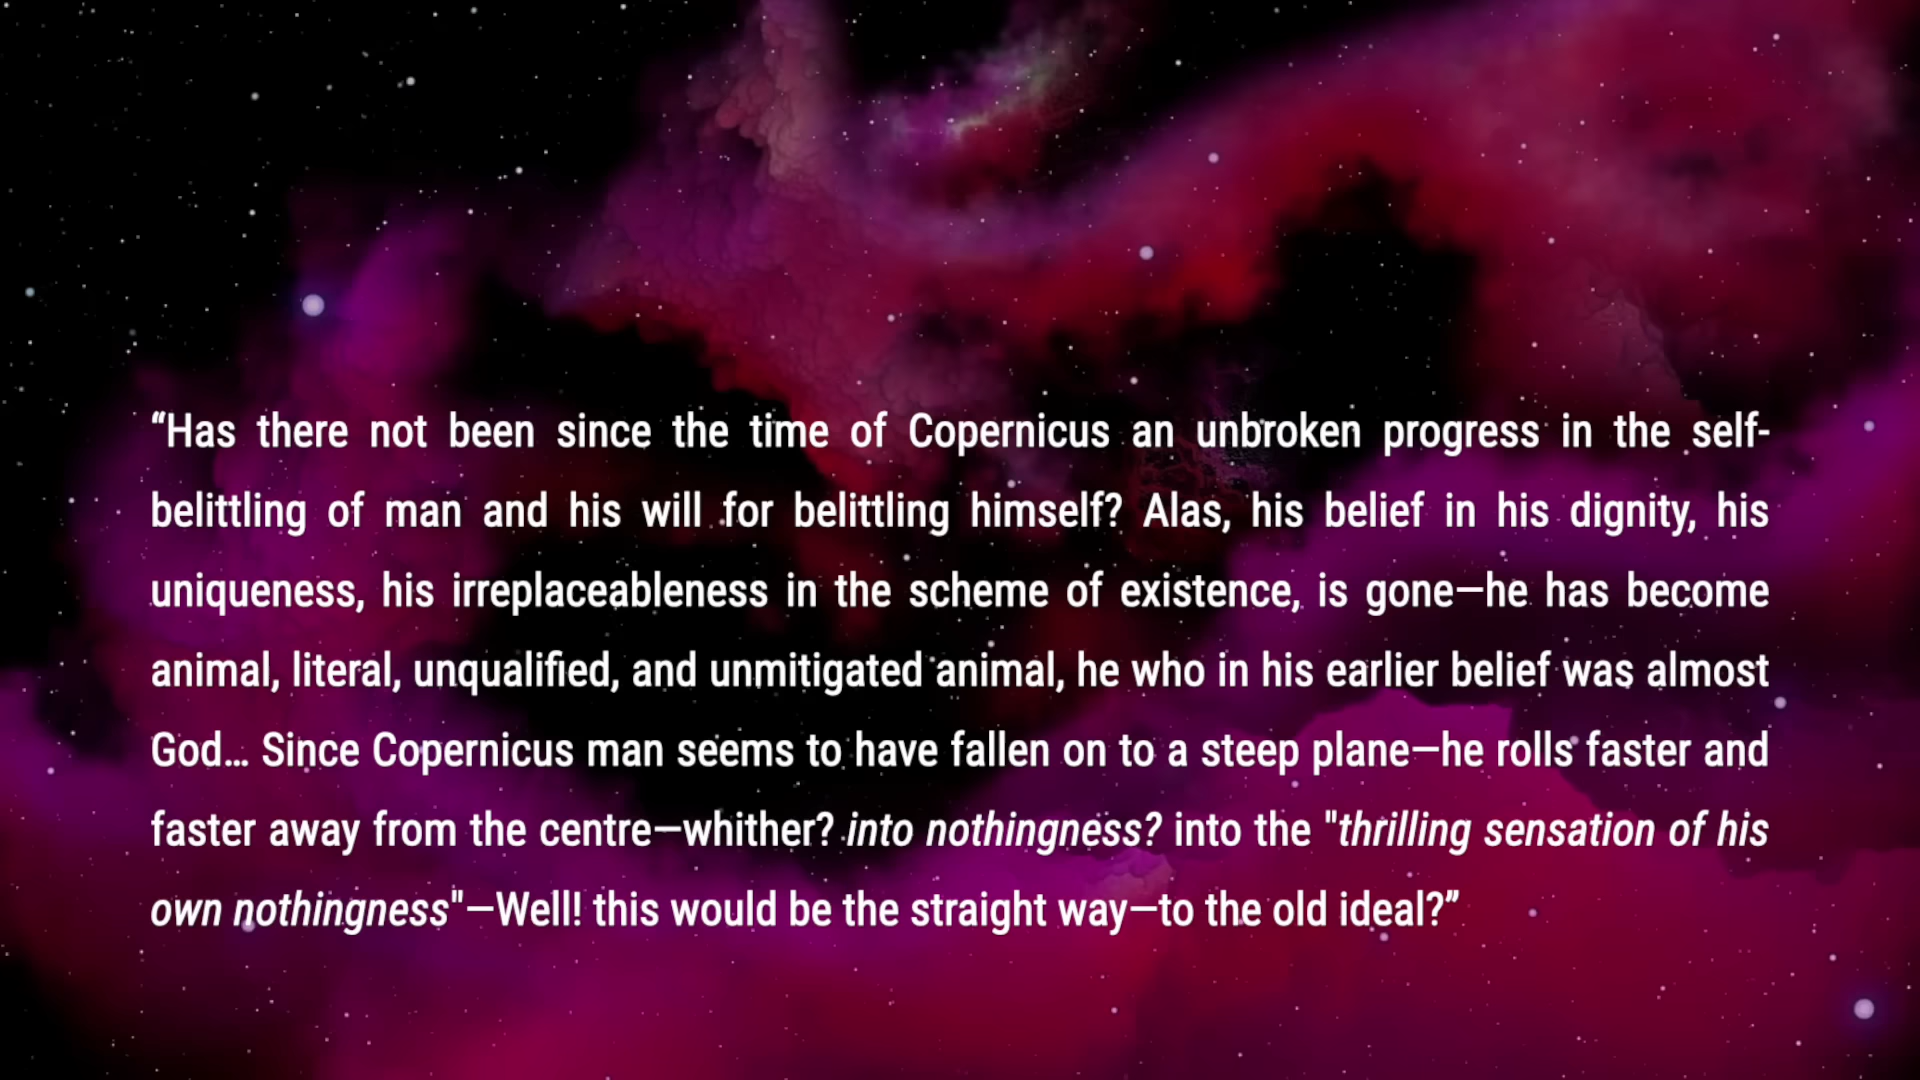 “Has there not been since the time of Copernicus an unbroken progress in the self-
belittling of man and his will for belittling himself? Alas, his belief in his dignity, his
uniqueness, his irreplaceableness in the scheme of existence, is gone—he has become
animal, literal, unqualified, and unmitigated animal, he who in his earlier belief was almost
God… Since Copernicus man seems to have fallen on to a steep plane—he rolls faster and
faster away from the centre—whither? into nothingness? into the "thrilling sensation of his
own nothingness"—Well! this would be the straight way—to the old ideal?”